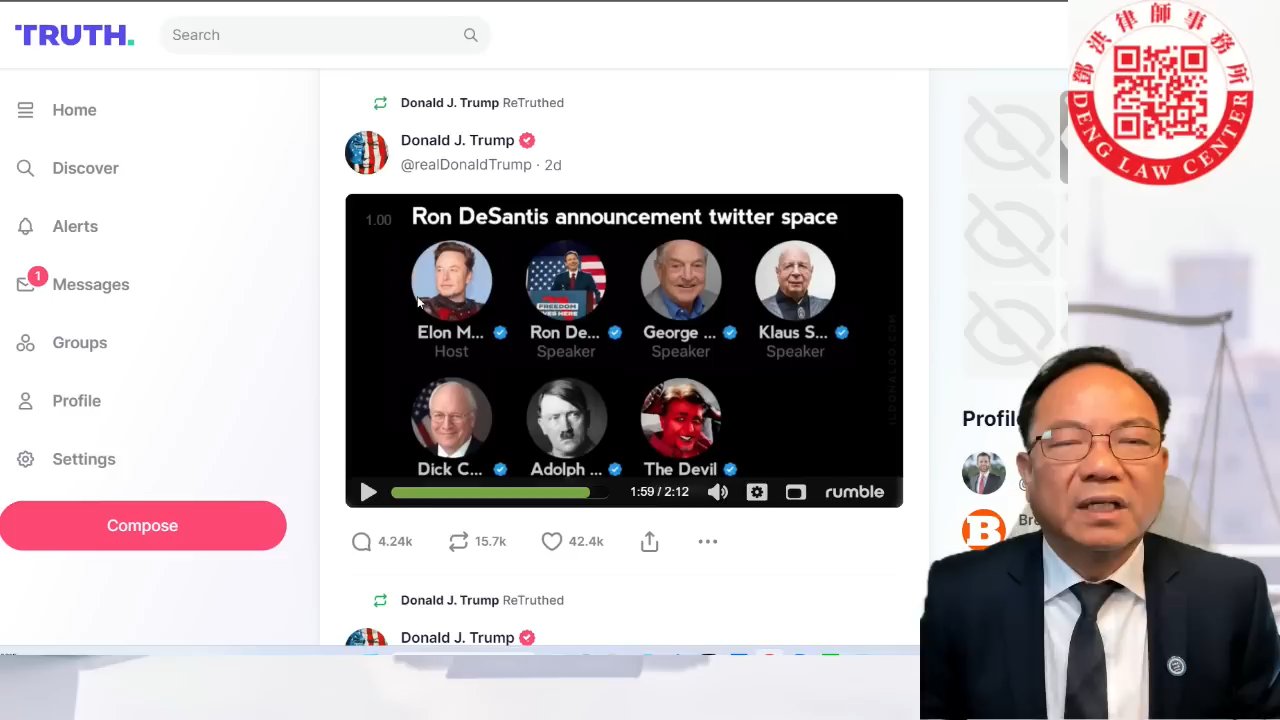 TRUTH.
Search
Home
Discover
Alerts
1
Messages
Groups
Profile
Settings
Compose
Donald J. Trump ReTruthed
Donald J. Trump
@realDonaldTrump · 2d
1.00
Ron DeSantis announcement twitter space
Elon M...
Host
Ron De...
Speaker
George ...
Speaker
Klaus S...
Speaker
FREEDOM
Dick C...
Adolph ...
The Devil
1:59 / 2:12
rumble
4.24k
15.7k
42.4k
Donald J. Trump ReTruthed
Donald J. Trump
鄧洪律師事務所
DENG LAW CENTER
Profile
B